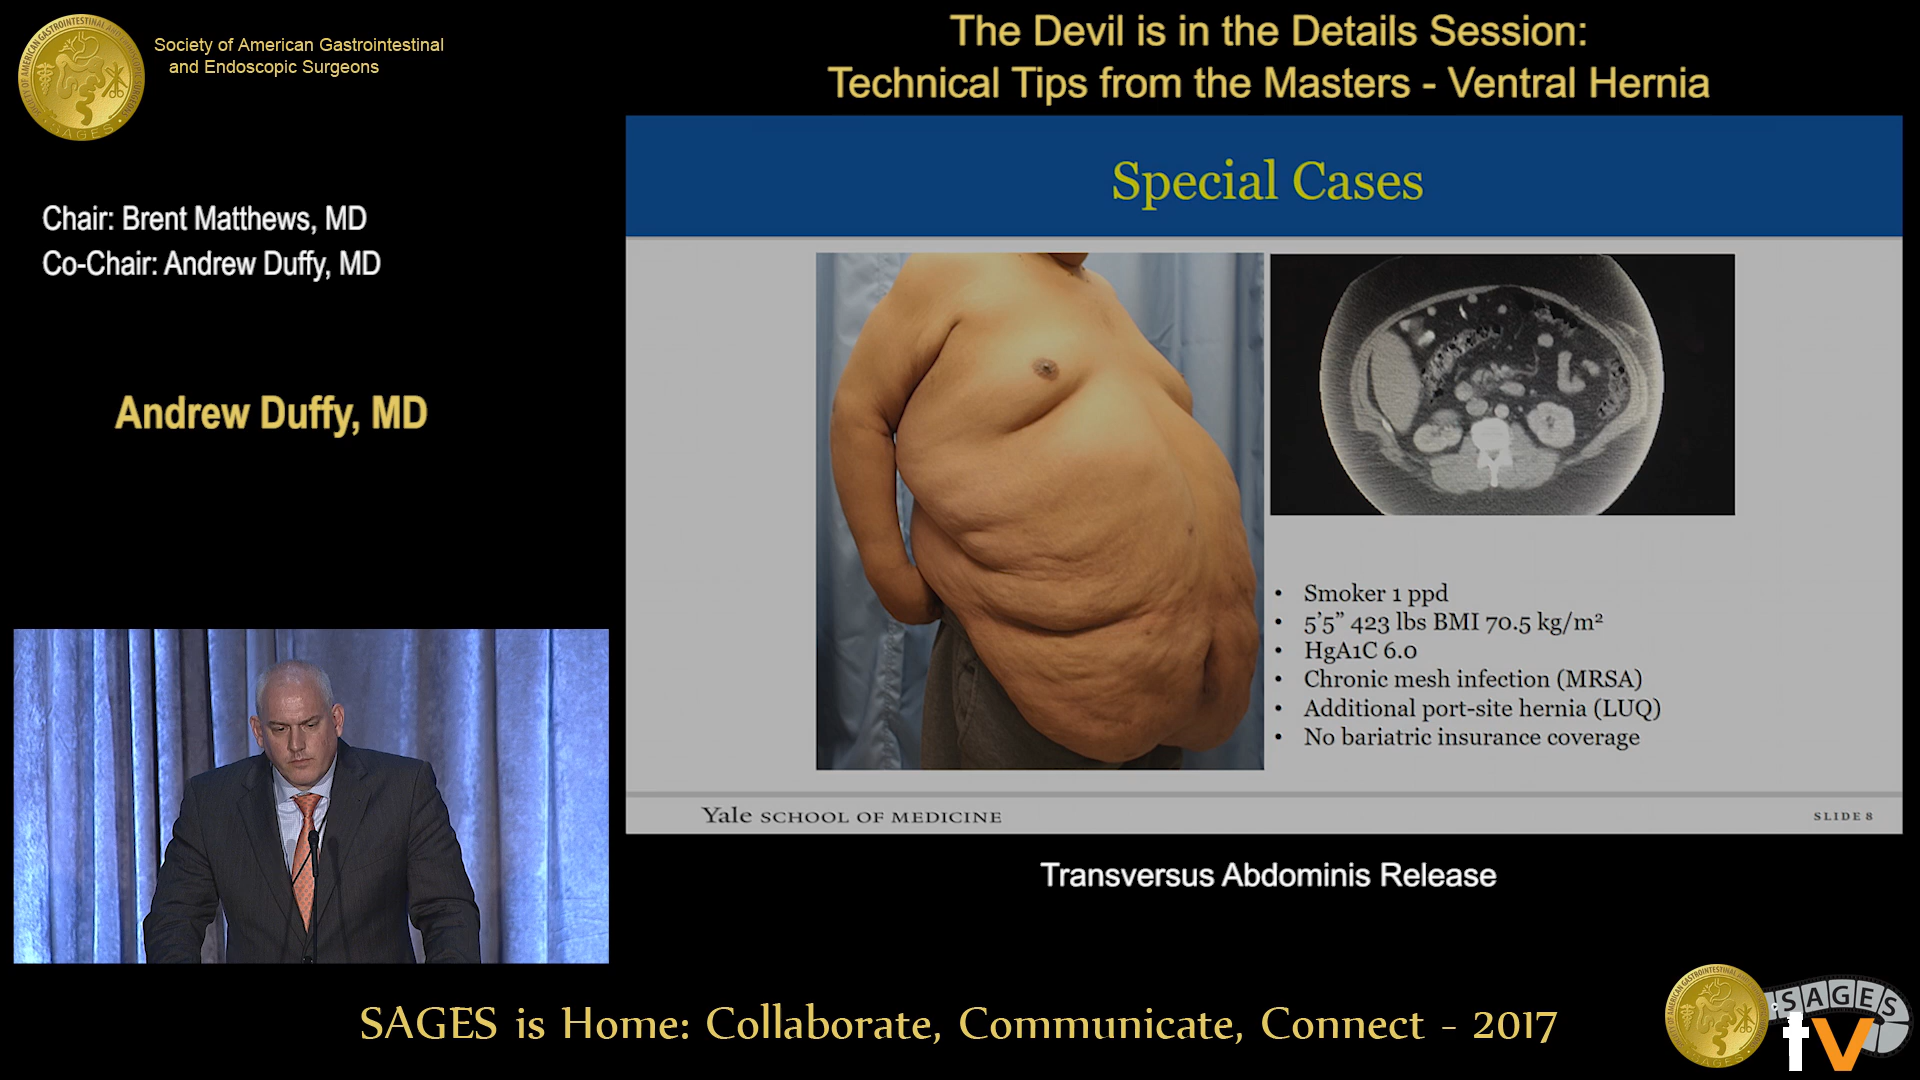 Society of American Gastrointestinal
and Endoscopic Surgeons
The Devil is in the Details Session:
Technical Tips from the Masters - Ventral Hernia
Chair: Brent Matthews, MD
Co-Chair: Andrew Duffy, MD
Andrew Duffy, MD
Special Cases
• Smoker 1 ppd
• 5’5” 423 lbs BMI 70.5 kg/m²
• HgA1C 6.0
• Chronic mesh infection (MRSA)
• Additional port-site hernia (LUQ)
• No bariatric insurance coverage
Yale SCHOOL OF MEDICINE
SLIDE 8
Transversus Abdominis Release
SAGES is Home: Collaborate, Communicate, Connect - 2017
SAGES
tv
SAGES